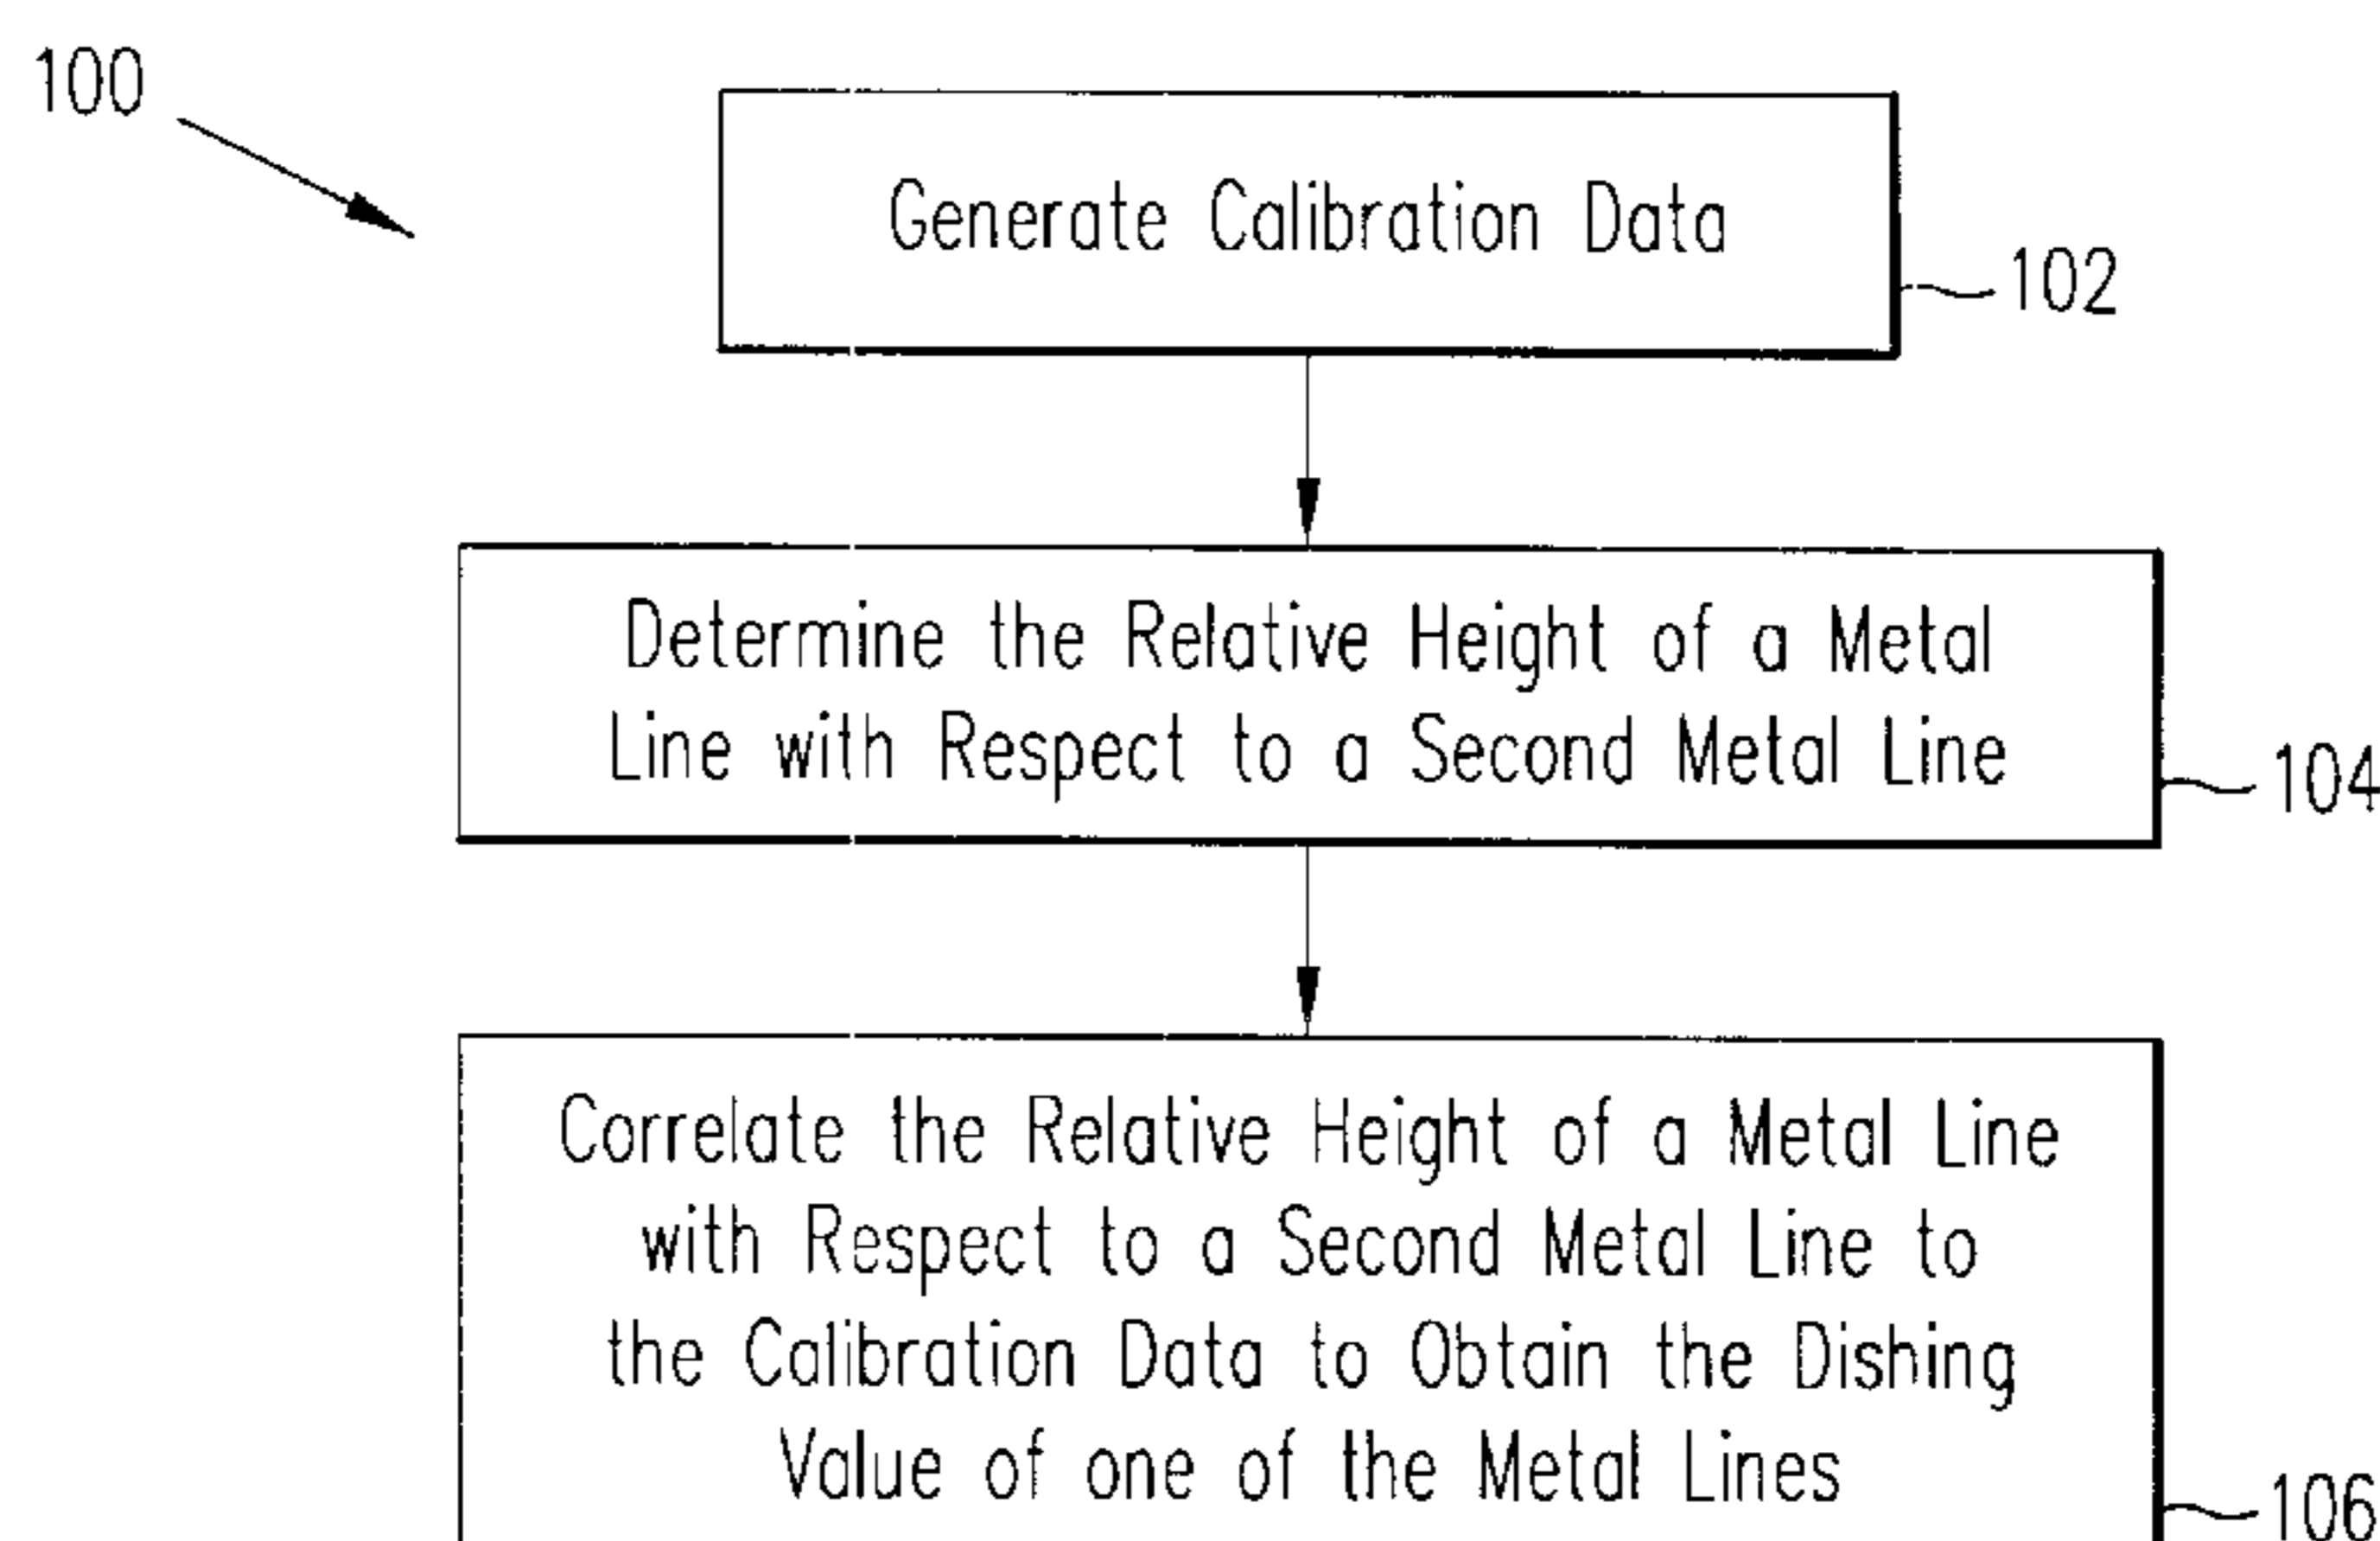 100
Generate Calibration Data
102
Determine the Relative Height of a Metal
Line with Respect to a Second Metal Line
104
Correlate the Relative Height of a Metal Line
with Respect to a Second Metal Line to
the Calibration Data to Obtain the Dishing
Value of one of the Metal Lines
106